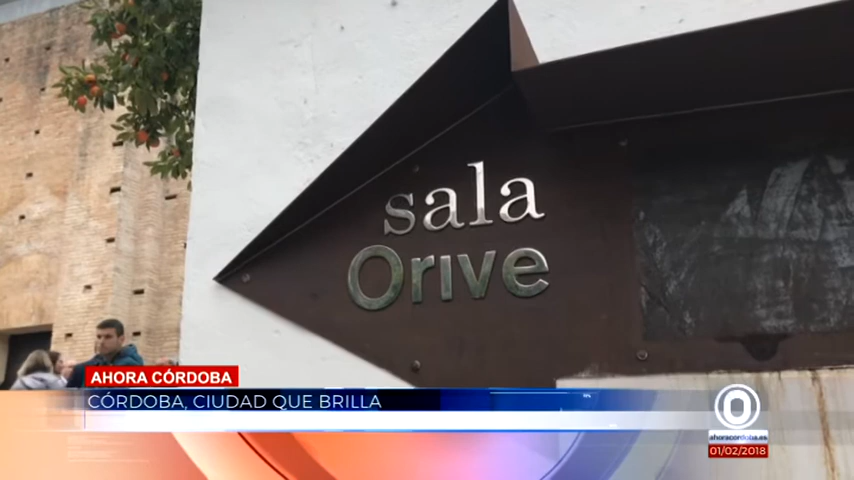 sala
Orive
AHORA CÓRDOBA
CÓRDOBA, CIUDAD QUE BRILLA
ahoracordoba.es
01/02/2018